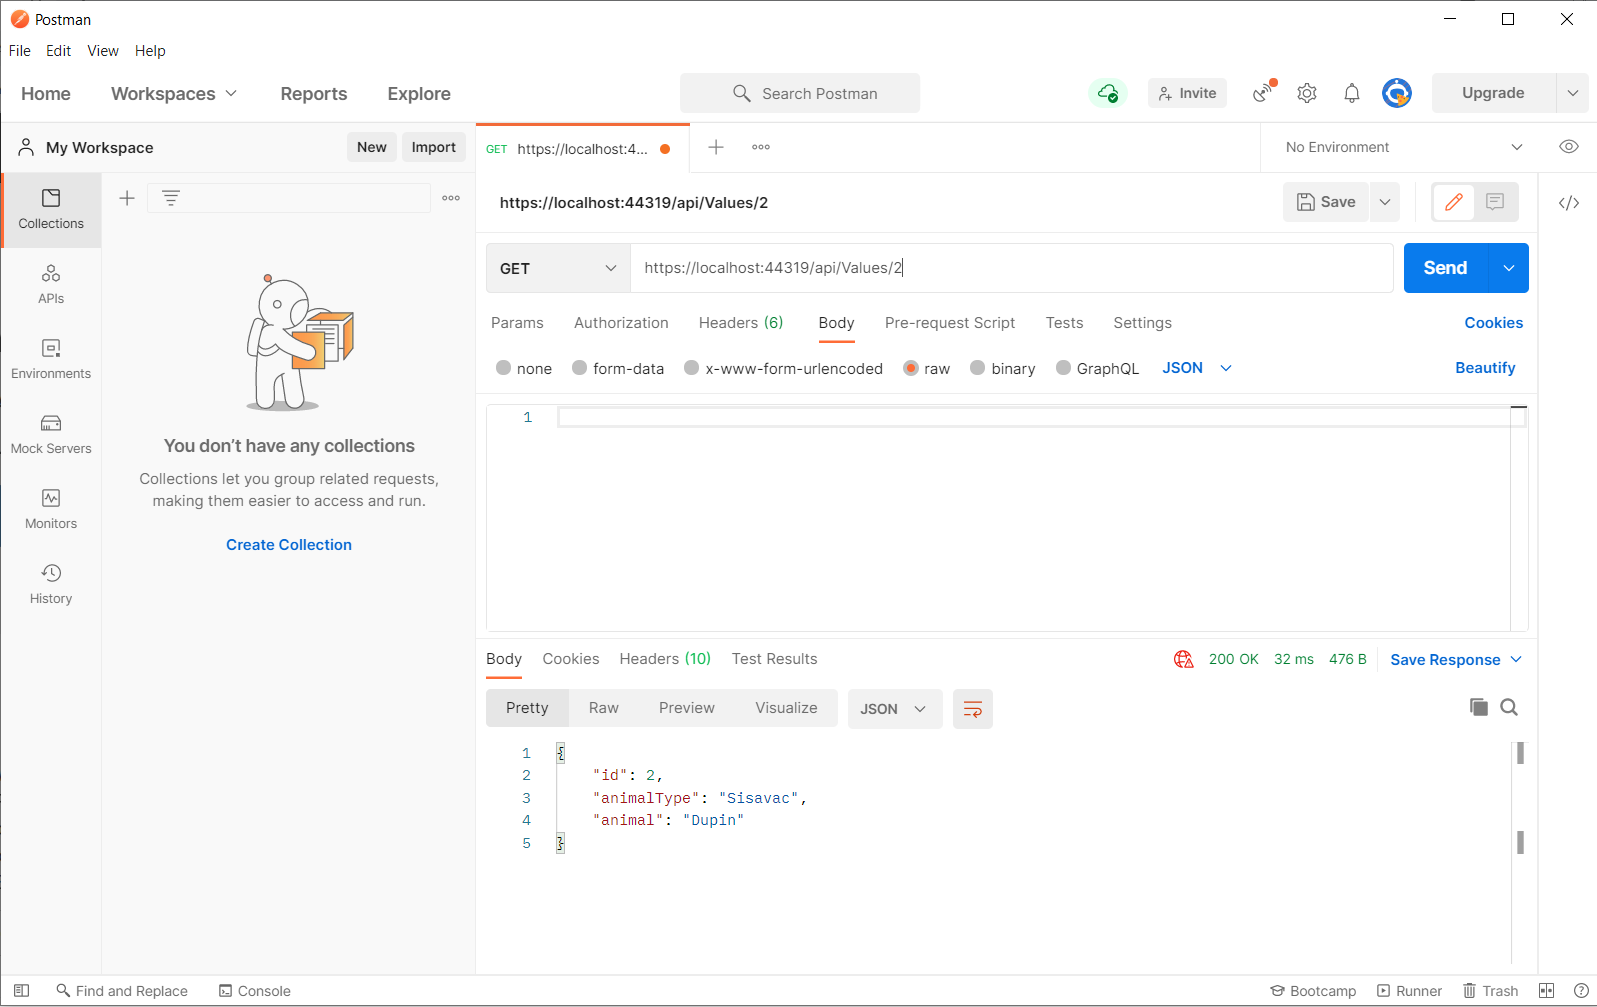 Postman
File Edit View Help
Home Workspaces Reports Explore Search Postman Invite Upgrade
My Workspace New Import GET https://localhost:4... No Environment
Collections
APIs
Environments
Mock Servers
Monitors
History
You don't have any collections
Collections let you group related requests,
making them easier to access and run.
Create Collection
https://localhost:44319/api/Values/2 Save
GET https://localhost:44319/api/Values/2 Send
Params Authorization Headers (6) Body Pre-request Script Tests Settings Cookies
none form-data x-www-form-urlencoded raw binary GraphQL JSON Beautify
1
Body Cookies Headers (10) Test Results 200 OK 32 ms 476 B Save Response
Pretty Raw Preview Visualize JSON
1 {
2 "id": 2,
3 "animalType": "Sisavac",
4 "animal": "Dupin"
5 }
Find and Replace Console Bootcamp Runner Trash